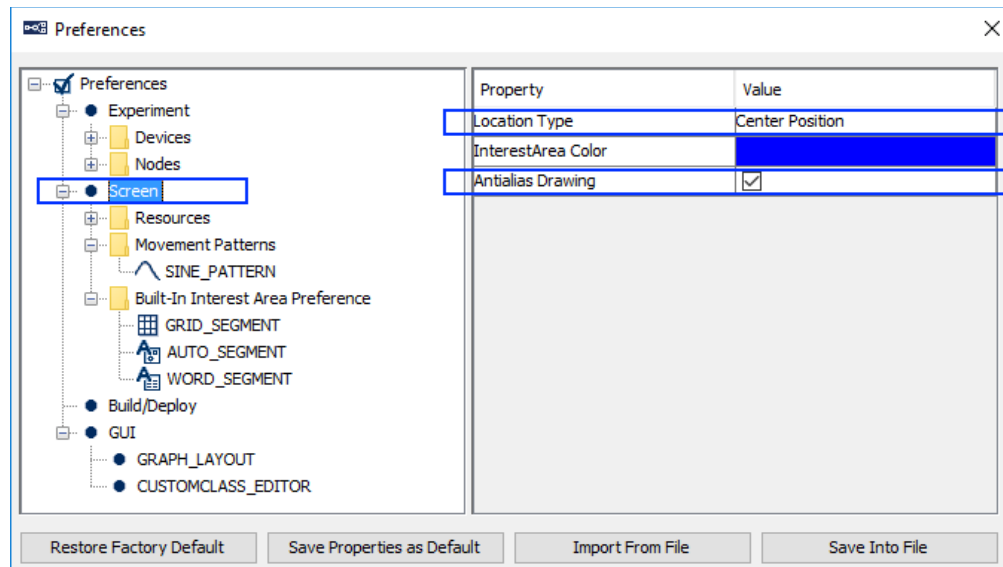 Preferences
Preferences
Experiment
Devices
Nodes
Screen
Resources
Movement Patterns
SINE_PATTERN
Built-In Interest Area Preference
GRID_SEGMENT
AUTO_SEGMENT
WORD_SEGMENT
Build/Deploy
GUI
GRAPH_LAYOUT
CUSTOMCLASS_EDITOR
Property Value
Location Type Center Position
InterestArea Color
Antialias Drawing
Restore Factory Default Save Properties as Default Import From File Save Into File